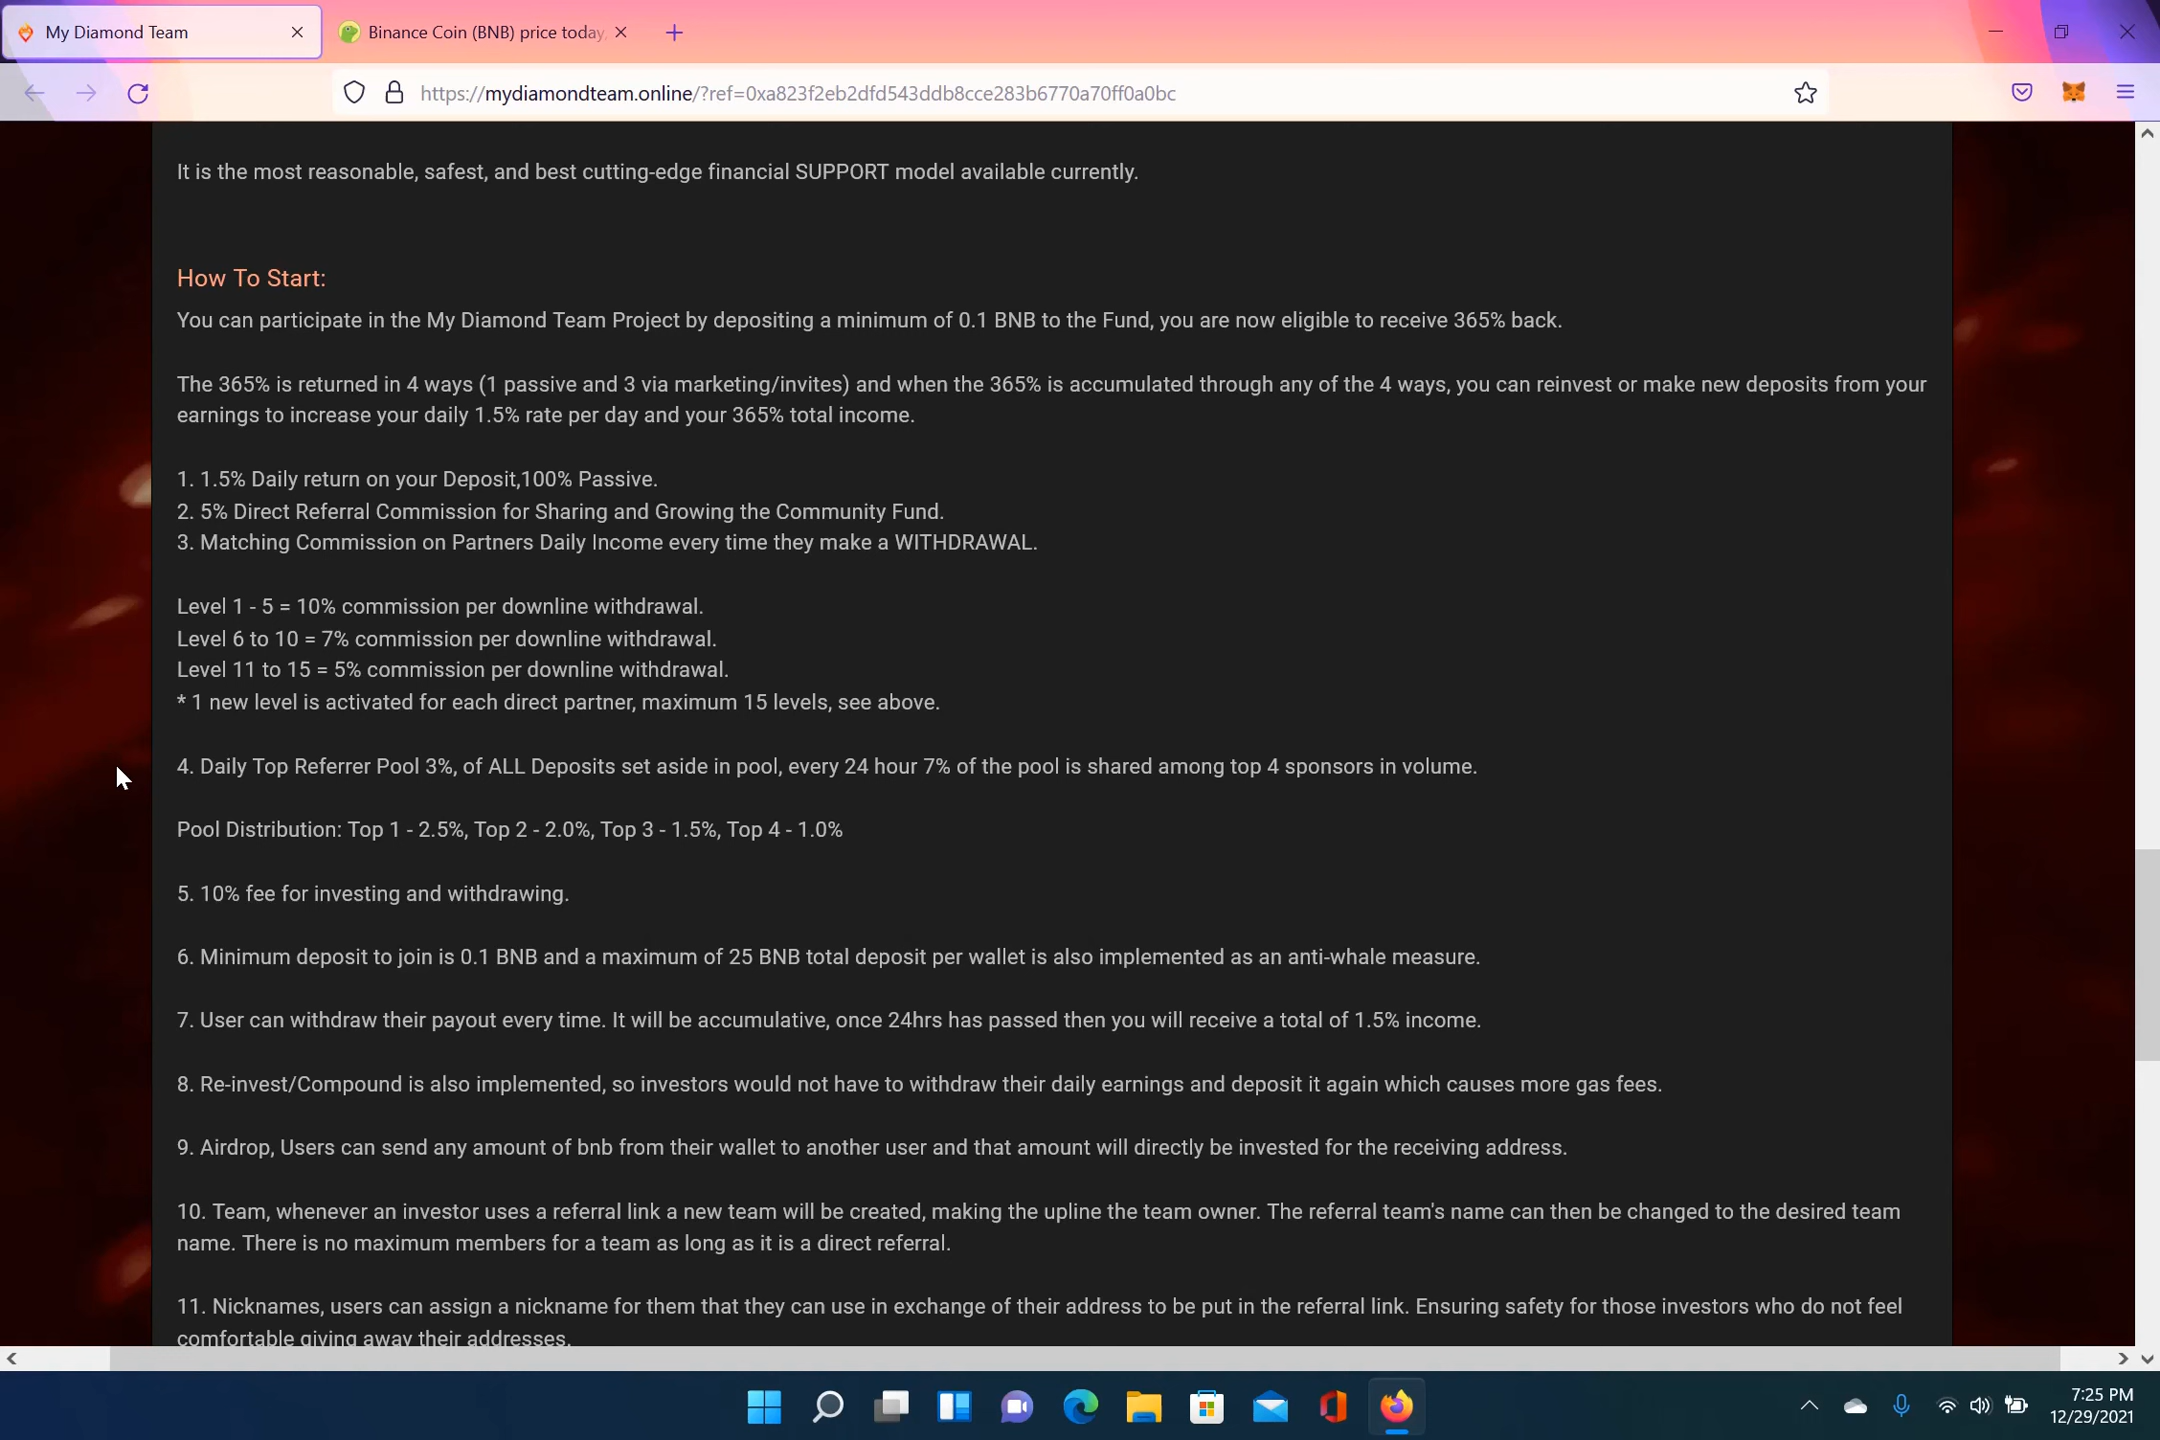 My Diamond Team
Binance Coin (BNB) price today,
https://mydiamondteam.online/?ref=0xa823f2eb2dfd543ddb8cce283b6770a70ff0a0bc
It is the most reasonable, safest, and best cutting-edge financial SUPPORT model available currently.
How To Start:
You can participate in the My Diamond Team Project by depositing a minimum of 0.1 BNB to the Fund, you are now eligible to receive 365% back.
The 365% is returned in 4 ways (1 passive and 3 via marketing/invites) and when the 365% is accumulated through any of the 4 ways, you can reinvest or make new deposits from your
earnings to increase your daily 1.5% rate per day and your 365% total income.
1. 1.5% Daily return on your Deposit,100% Passive.
2. 5% Direct Referral Commission for Sharing and Growing the Community Fund.
3. Matching Commission on Partners Daily Income every time they make a WITHDRAWAL.
Level 1 - 5 = 10% commission per downline withdrawal.
Level 6 to 10 = 7% commission per downline withdrawal.
Level 11 to 15 = 5% commission per downline withdrawal.
* 1 new level is activated for each direct partner, maximum 15 levels, see above.
4. Daily Top Referrer Pool 3%, of ALL Deposits set aside in pool, every 24 hour 7% of the pool is shared among top 4 sponsors in volume.
Pool Distribution: Top 1 - 2.5%, Top 2 - 2.0%, Top 3 - 1.5%, Top 4 - 1.0%
5. 10% fee for investing and withdrawing.
6. Minimum deposit to join is 0.1 BNB and a maximum of 25 BNB total deposit per wallet is also implemented as an anti-whale measure.
7. User can withdraw their payout every time. It will be accumulative, once 24hrs has passed then you will receive a total of 1.5% income.
8. Re-invest/Compound is also implemented, so investors would not have to withdraw their daily earnings and deposit it again which causes more gas fees.
9. Airdrop, Users can send any amount of bnb from their wallet to another user and that amount will directly be invested for the receiving address.
10. Team, whenever an investor uses a referral link a new team will be created, making the upline the team owner. The referral team's name can then be changed to the desired team
name. There is no maximum members for a team as long as it is a direct referral.
11. Nicknames, users can assign a nickname for them that they can use in exchange of their address to be put in the referral link. Ensuring safety for those investors who do not feel
comfortable giving away their addresses.
7:25 PM
12/29/2021